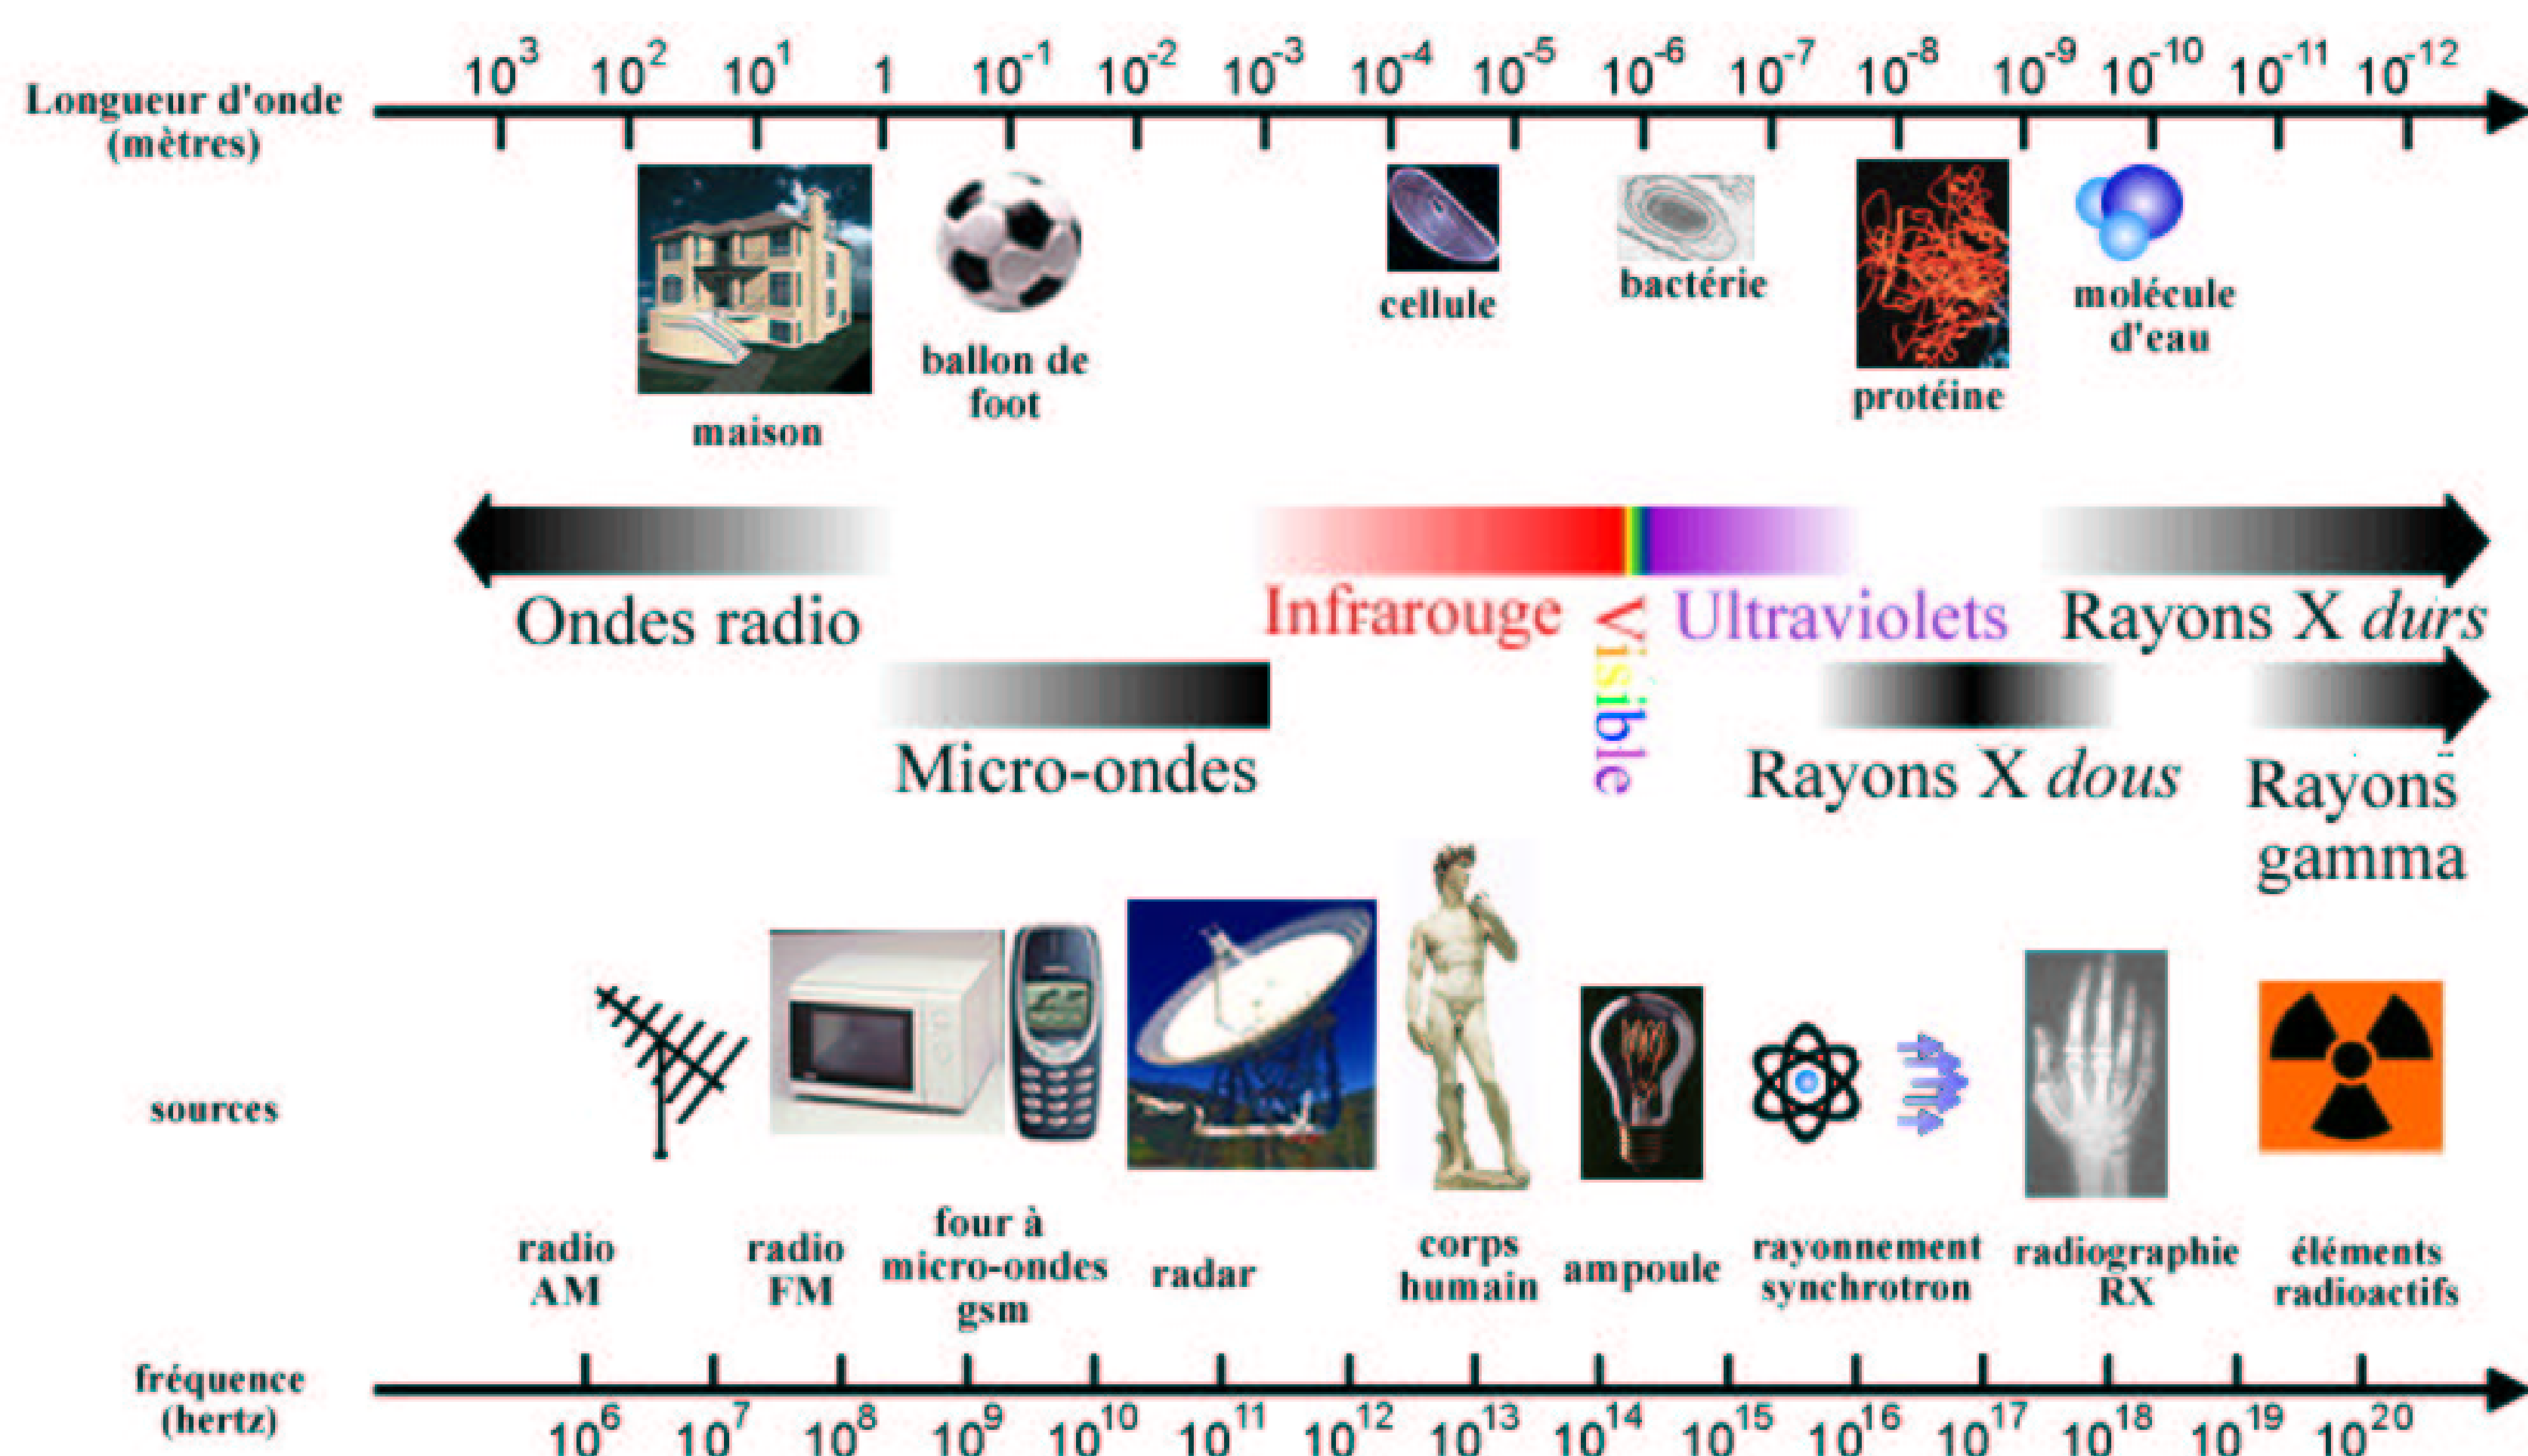 10³ 10² 10¹ 1 10⁻¹ 10⁻² 10⁻³ 10⁻⁴ 10⁻⁵ 10⁻⁶ 10⁻⁷ 10⁻⁸ 10⁻⁹ 10⁻¹⁰ 10⁻¹¹ 10⁻¹²
Longueur d'onde
(mètres)
maison
ballon de
foot
cellule
bactérie
protéine
molécule
d'eau
Ondes radio
Infrarouge
Visible
Ultraviolets
Rayons X durs
Micro-ondes
Rayons X dous
Rayons
gamma
sources
radio
AM
radio
FM
four à
micro-ondes
gsm
radar
corps
humain
ampoule
rayonnement
synchrotron
radiographie
RX
éléments
radioactifs
fréquence
(hertz)
10⁶ 10⁷ 10⁸ 10⁹ 10¹⁰ 10¹¹ 10¹² 10¹³ 10¹⁴ 10¹⁵ 10¹⁶ 10¹⁷ 10¹⁸ 10¹⁹ 10²⁰